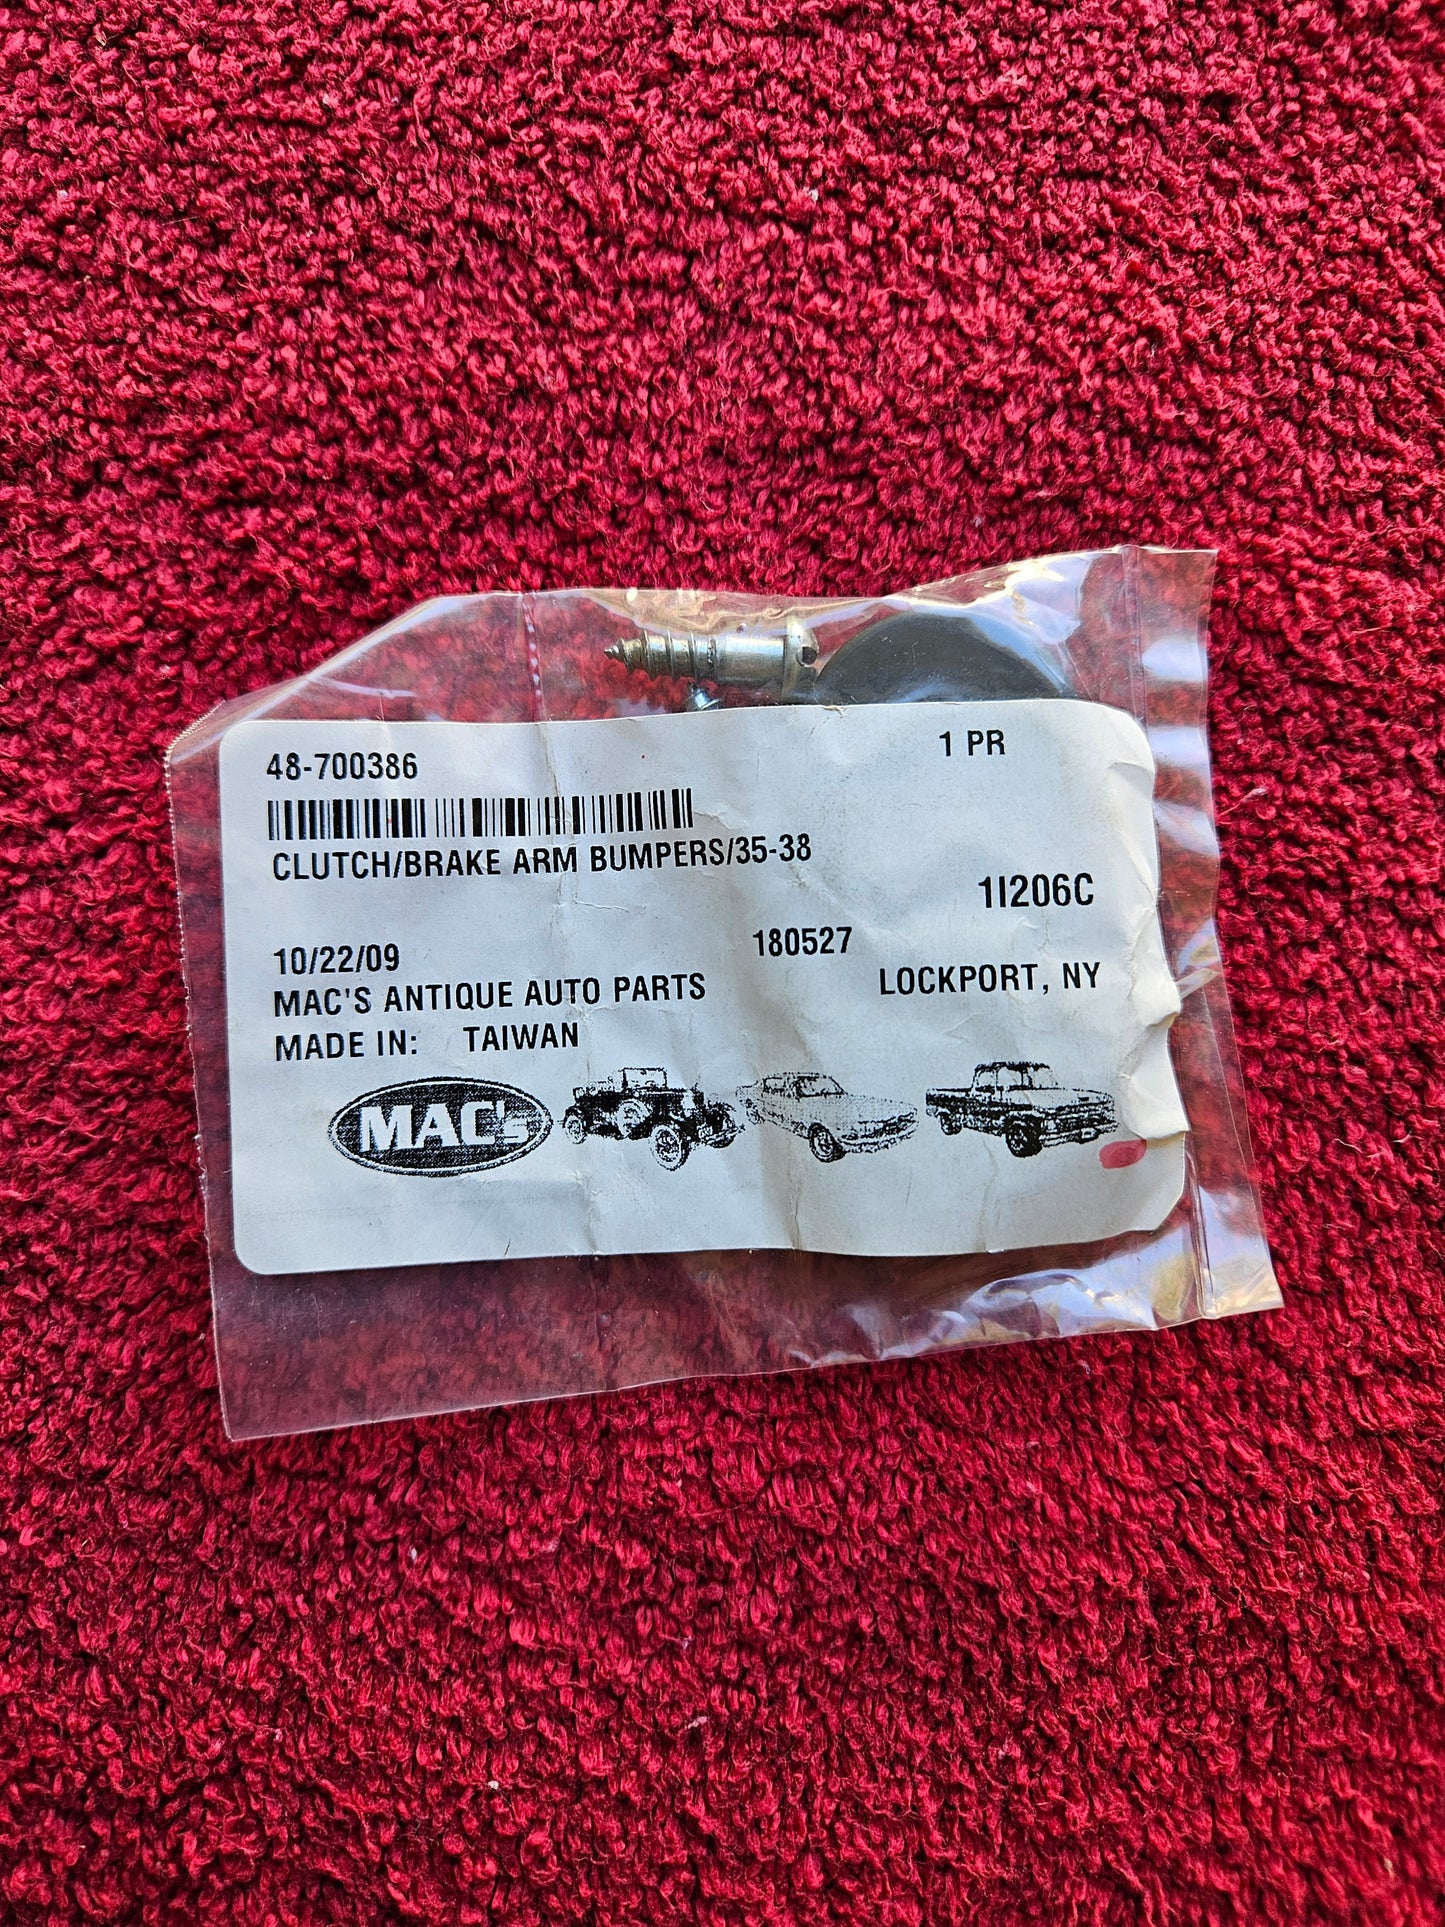 48-700386 1 PR
CLUTCH/BRAKE ARM BUMPERS/35-38
1I206C
10/22/09 180527
MAC'S ANTIQUE AUTO PARTS LOCKPORT, NY
MADE IN: TAIWAN
MAC's